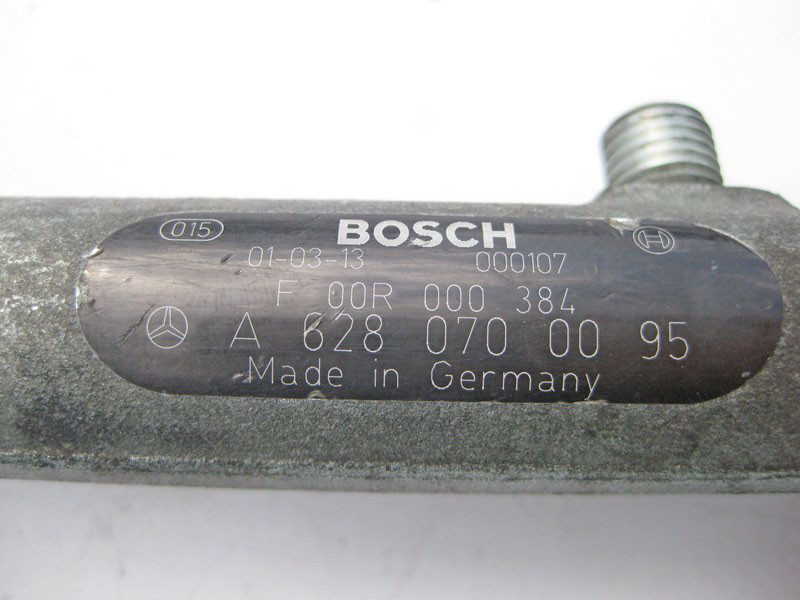 015 BOSCH
01-03-13 000107
F 00R 000 384
A 628 070 00 95
Made in Germany